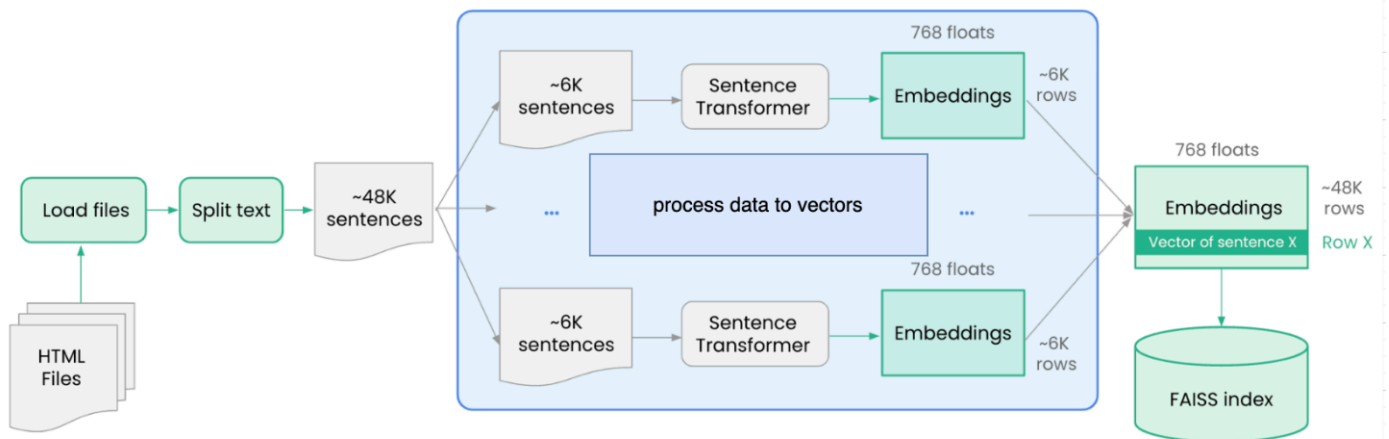 768 floats
~6K
sentences
Sentence
Transformer
Embeddings
~6K
rows
768 floats
Load files
Split text
~48K
sentences
...
process data to vectors
...
Embeddings
~48K
rows
Vector of sentence X
Row X
768 floats
~6K
sentences
Sentence
Transformer
Embeddings
~6K
rows
HTML
Files
FAISS index